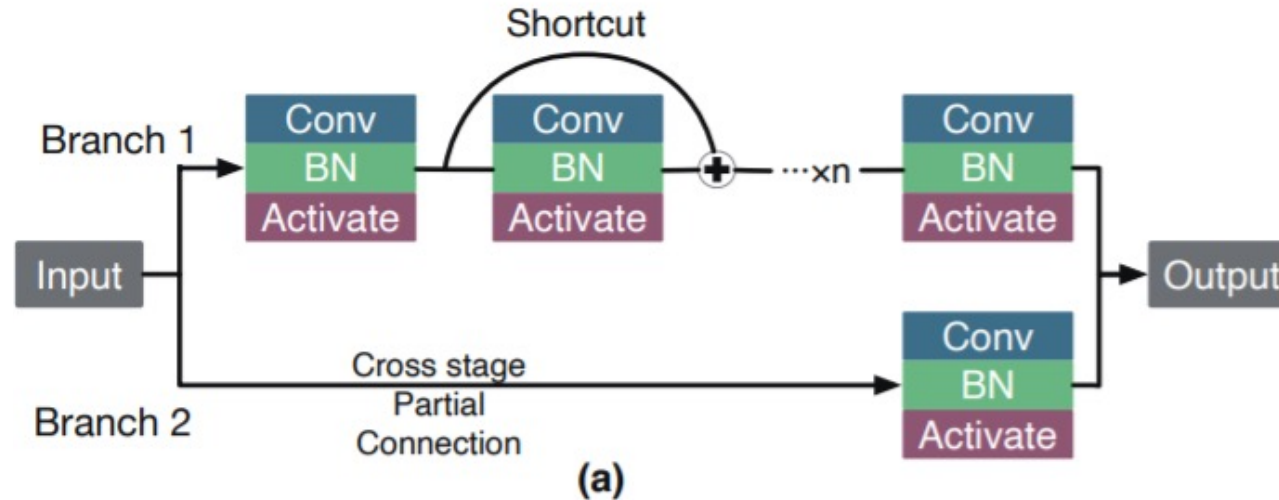 Shortcut
Branch 1
Conv
BN
Activate
Conv
BN
Activate
···×n
Conv
BN
Activate
Input
Output
Cross stage
Partial
Connection
Conv
BN
Activate
Branch 2
(a)